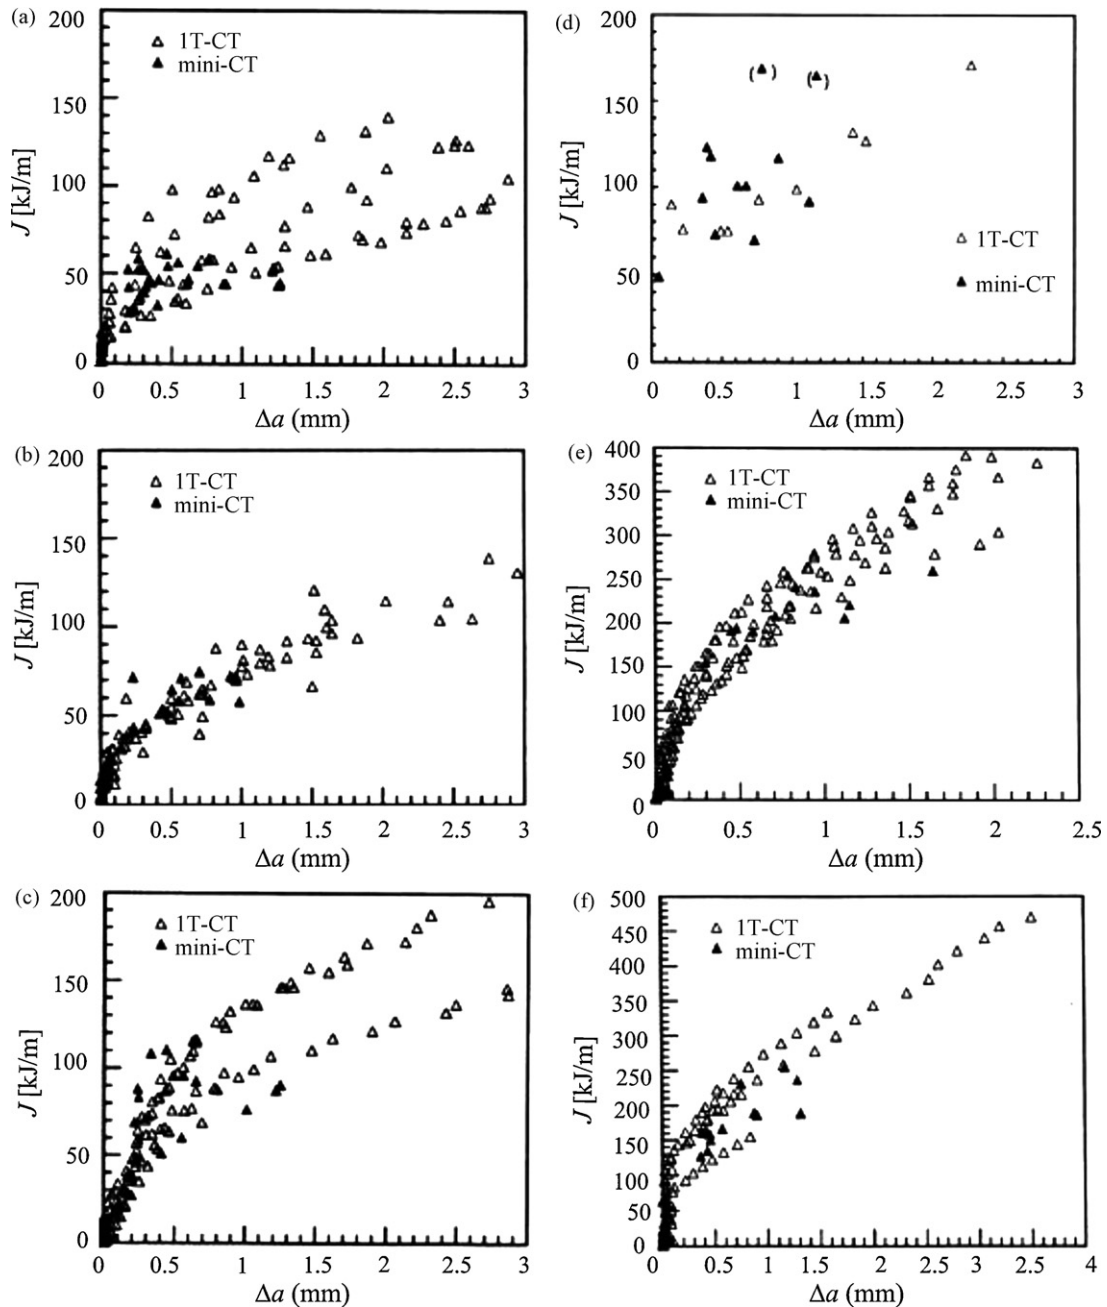 (a)
200
150
100
50
0
J [kJ/m]
1T-CT
mini-CT
0 0.5 1 1.5 2 2.5 3
Δa (mm)
(d)
200
150
100
50
0
J [kJ/m]
( ) ( )
1T-CT
mini-CT
0 0.5 1 1.5 2 2.5 3
Δa (mm)
(b)
200
150
100
50
0
J [kJ/m]
1T-CT
mini-CT
0 0.5 1 1.5 2 2.5 3
Δa (mm)
(e)
400
350
300
250
200
150
100
50
0
J [kJ/m]
1T-CT
mini-CT
0 0.5 1 1.5 2 2.5
Δa (mm)
(c)
200
150
100
50
0
J [kJ/m]
1T-CT
mini-CT
0 0.5 1 1.5 2 2.5 3
Δa (mm)
(f)
500
450
400
350
300
250
200
150
100
50
0
J [kJ/m]
1T-CT
mini-CT
0 0.5 1 1.5 2 2.5 3 3.5 4
Δa (mm)